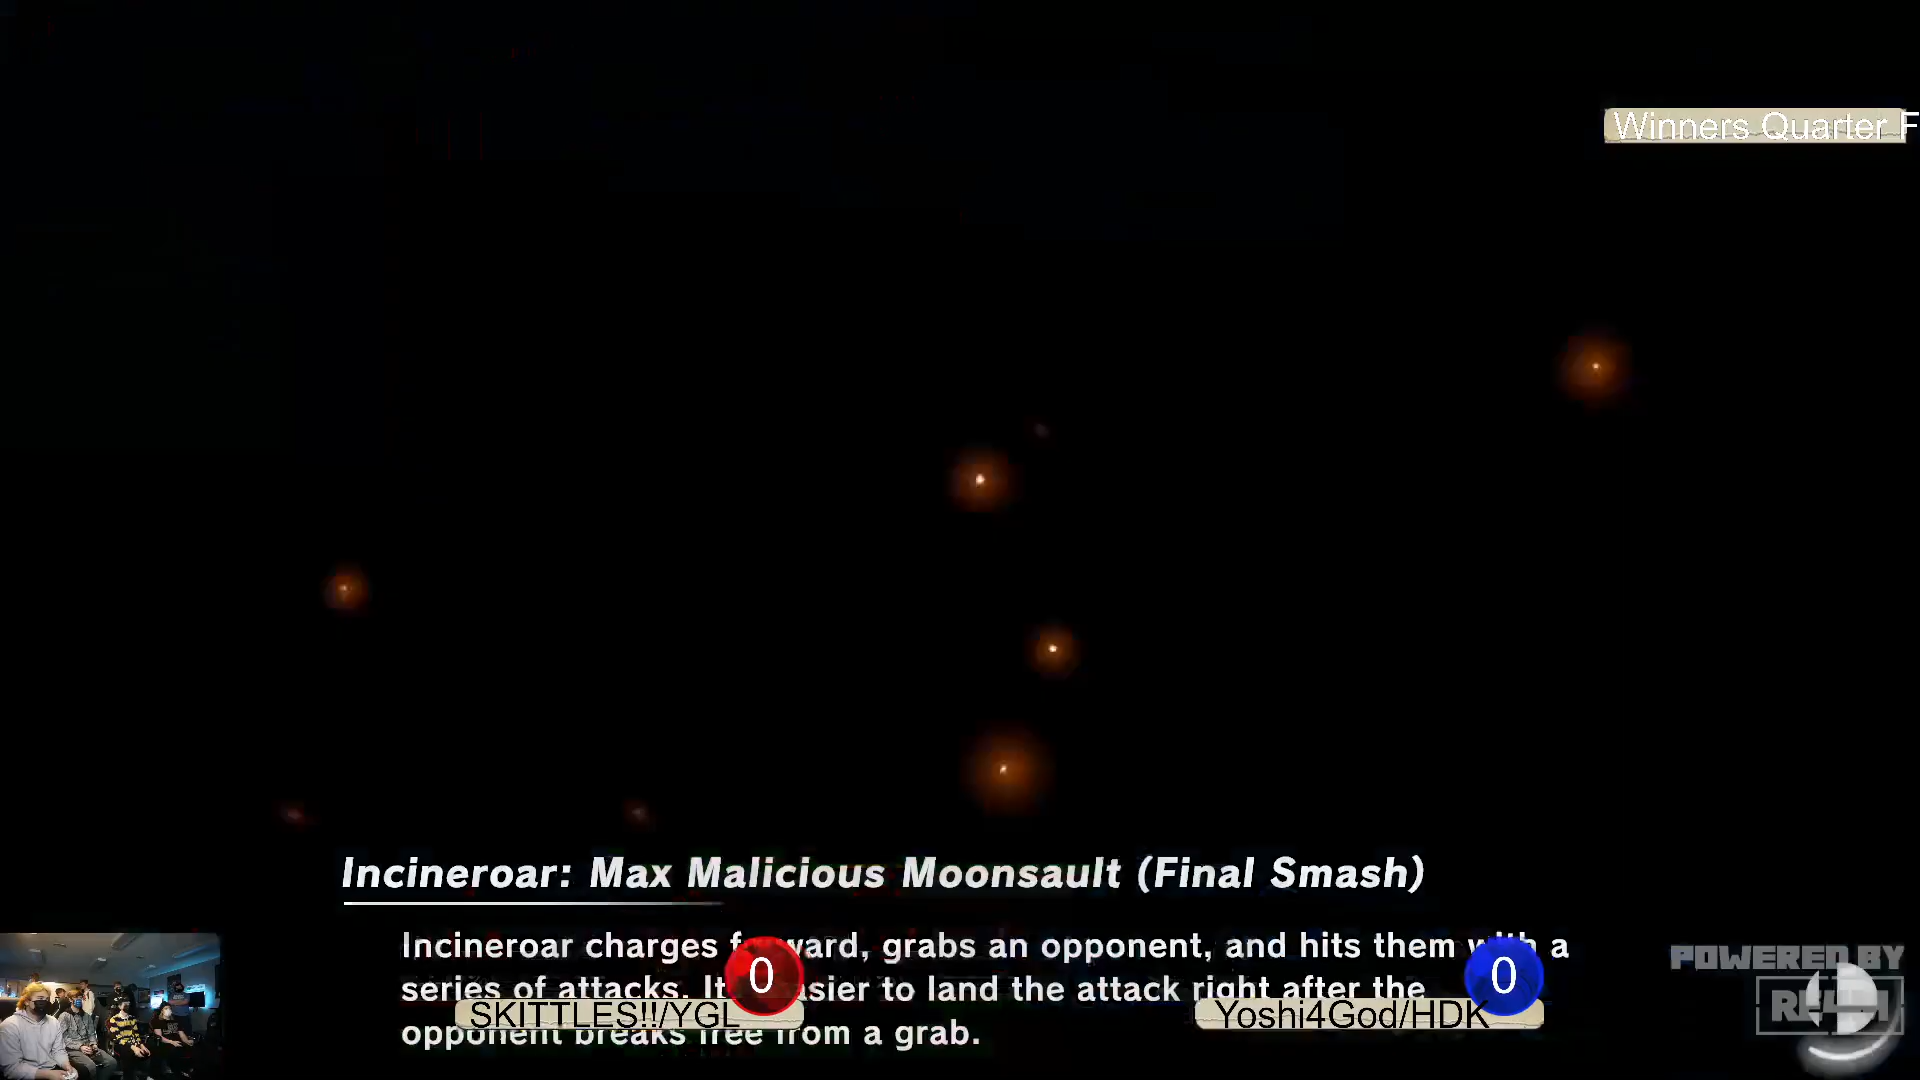 Winners Quarter F
Incineroar: Max Malicious Moonsault (Final Smash)
Incineroar charges forward, grabs an opponent, and hits them with a
series of attacks. It easier to land the attack right after the
opponent breaks free from a grab.
0
SKITTLES!!/YGL
0
Yoshi4God/HDK
POWERED BY